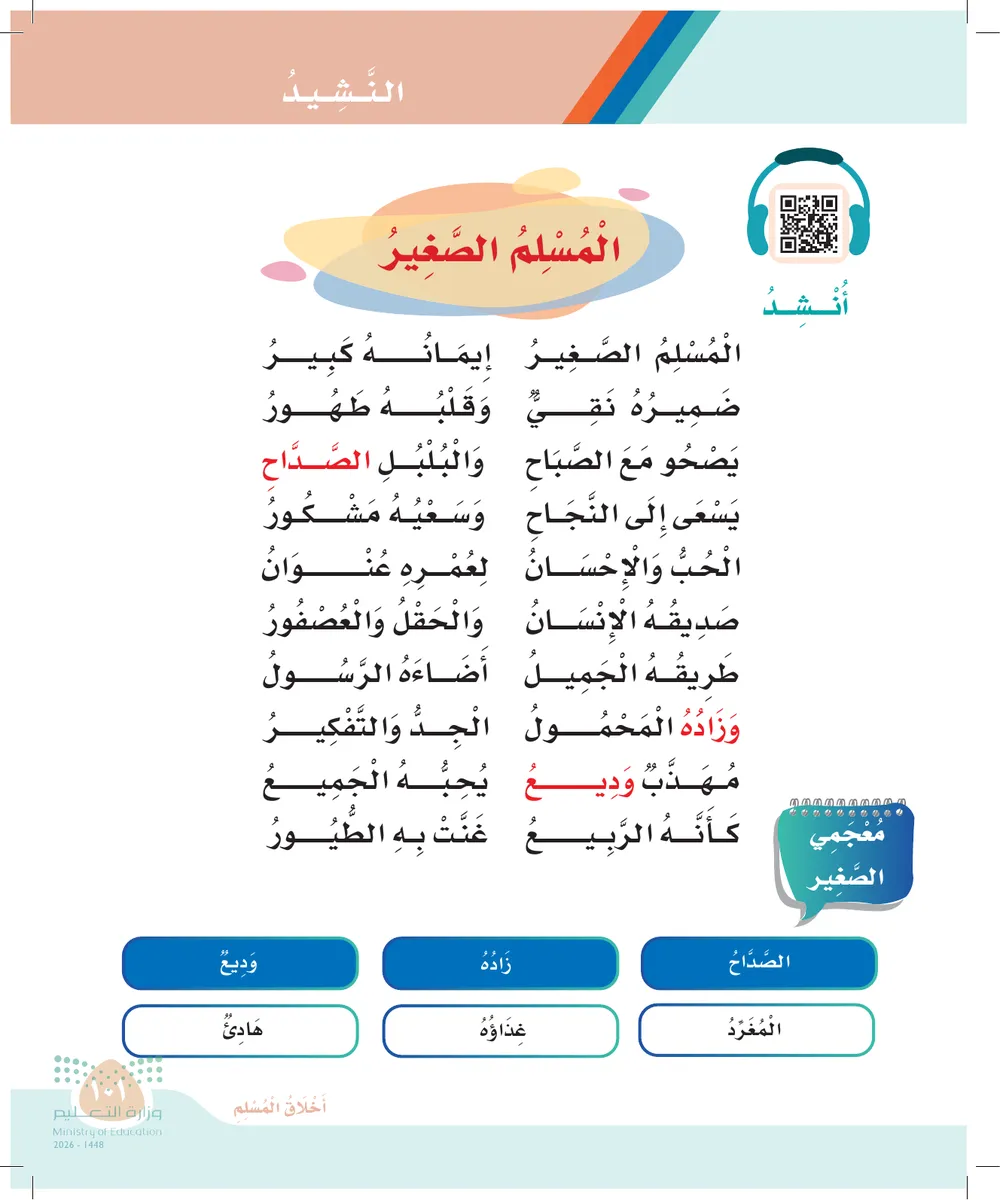 النَّشِيدُ
الْمُسْلِمُ الصَّغِيرُ
أُنْشِدُ
الْمُسْلِمُ الصَّغِيرُ إِيمَانُهُ كَبِيرُ
ضَمِيرُهُ نَقِيٌّ وَقَلْبُهُ طَهُورُ
يَصْحُو مَعَ الصَّبَاحِ وَالْبُلْبُلِ الصَّدَّاحِ
يَسْعَى إِلَى النَّجَاحِ وَسَعْيُهُ مَشْكُورُ
الْحُبُّ وَالْإِحْسَانُ لِعُمْرِهِ عُنْوَانُ
صَدِيقُهُ الْإِنْسَانُ وَالْحَقْلُ وَالْعُصْفُورُ
طَرِيقُهُ الْجَمِيلُ أَضَاءَهُ الرَّسُولُ
وَزَادُهُ الْمَحْمُولُ الْجِدُّ وَالتَّفْكِيرُ
مُهَذَّبٌ وَدِيعُ يُحِبُّهُ الْجَمِيعُ
كَأَنَّهُ الرَّبِيعُ غَنَّتْ بِهِ الطُّيُورُ
مُعْجَمِي
الصَّغِير
الصَّدَّاحُ زَادُهُ وَدِيعٌ
الْمُغَرِّدُ غِذَاؤُهُ هَادِئٌ
أَخْلَاقُ الْمُسْلِمِ
١٠١
وزارة التعليم
Ministry of Education
2026 - 1448